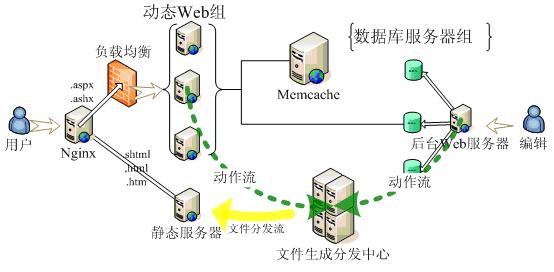 动态Web组
{数据库服务器组}
负载均衡
.aspx
.ashx
Memcache
用户
Nginx
后台Web服务器
编辑
.shtml
.html
.htm
动作流
动作流
静态服务器
文件分发流
文件生成分发中心